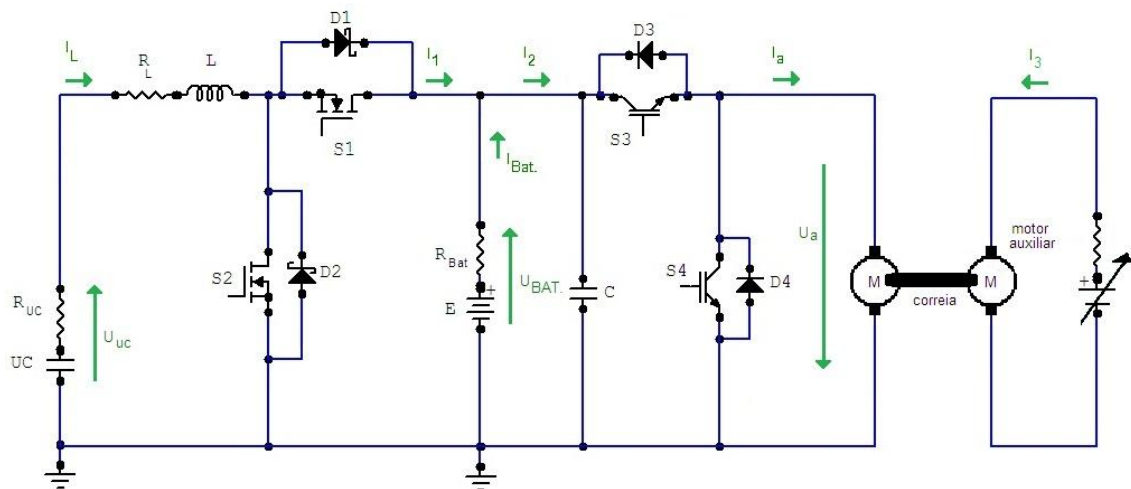 D1
D3
I_L
R_L
L
I_1
I_2
I_a
I_3
S1
S3
I_Bat.
U_a
motor
auxiliar
R_Bat
S2
D2
U_BAT.
C
S4
D4
M
M
+
R_UC
E
+
correia
U_uc
UC